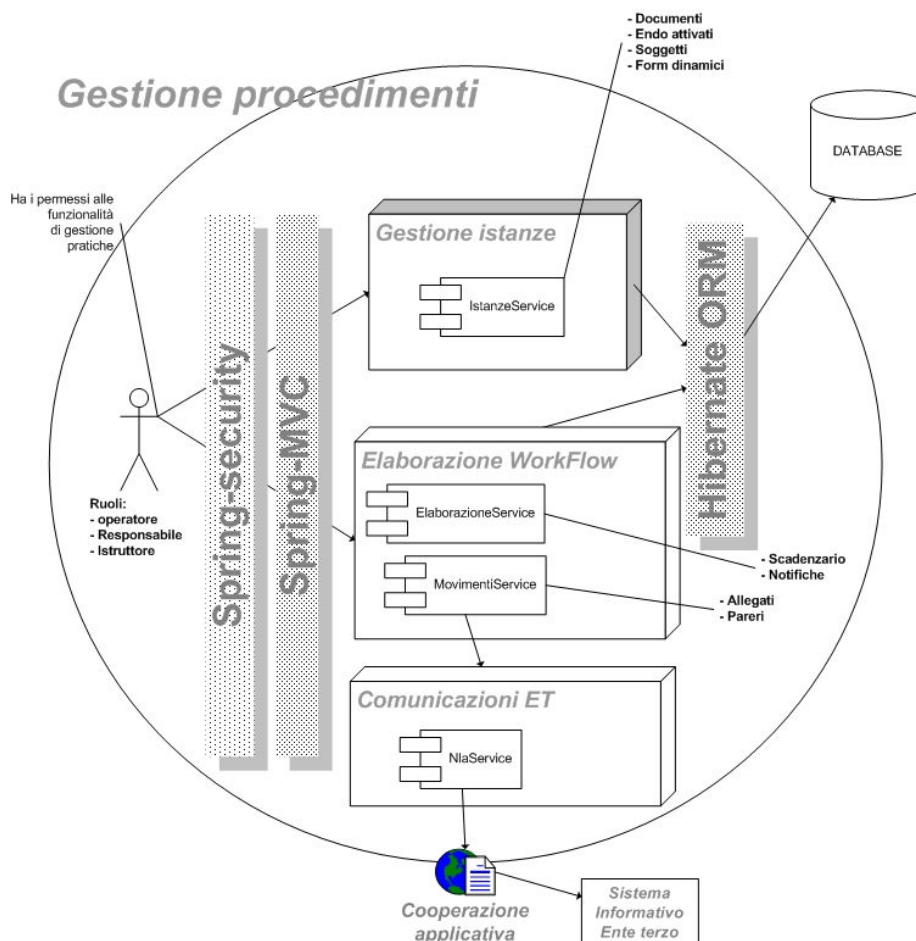 - Documenti
- Endo attivati
- Soggetti
- Form dinamici
Gestione procedimenti
DATABASE
Ha i permessi alle
funzionalità
di gestione
pratiche
Gestione istanze
IstanzeService
Spring-security
Spring-MVC
Hibernate ORM
Elaborazione WorkFlow
ElaborazioneService
MovimentiService
Ruoli:
- operatore
- Responsabile
- Istruttore
- Scadenzario
- Notifiche
- Allegati
- Pareri
Comunicazioni ET
NlaService
Cooperazione
applicativa
Sistema
Informativo
Ente terzo